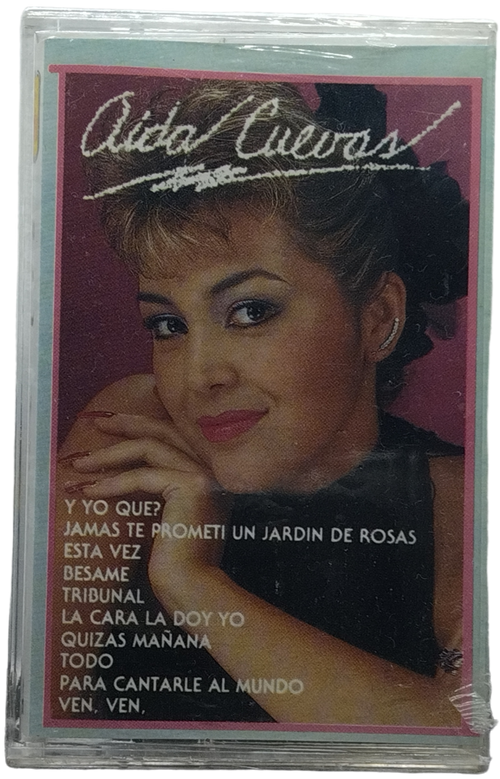 Aida Cuevas
Y YO QUE?
JAMAS TE PROMETI UN JARDIN DE ROSAS
ESTA VEZ
BESAME
TRIBUNAL
LA CARA LA DOY YO
QUIZAS MAÑANA
TODO
PARA CANTARLE AL MUNDO
VEN, VEN,